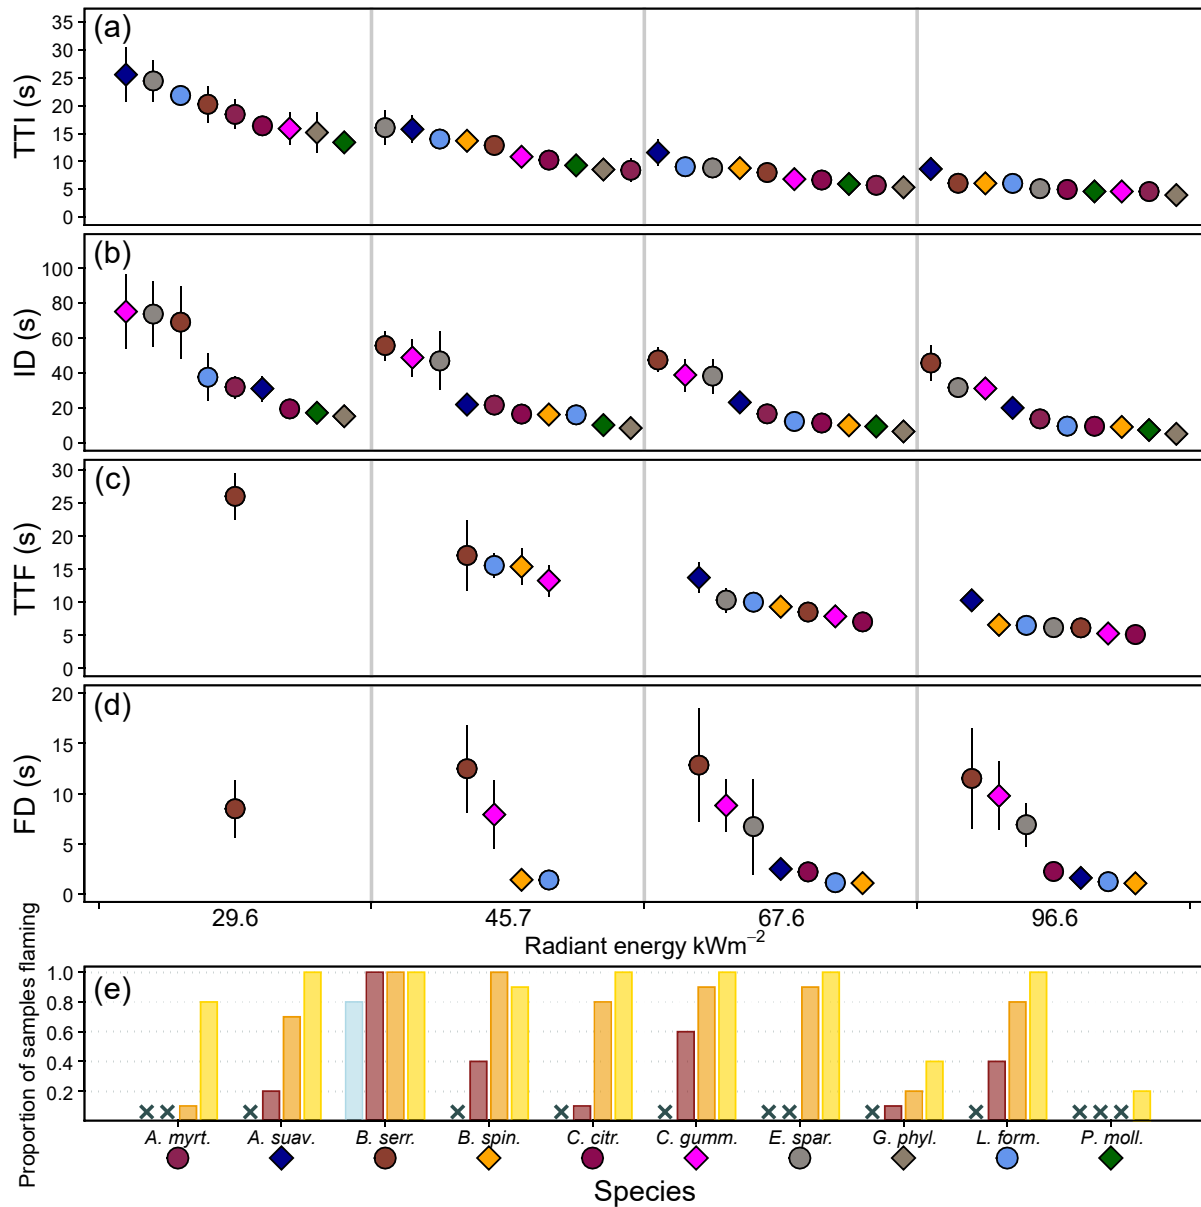 (a)
TTI (s)
35
30
25
20
15
10
5
0
(b)
ID (s)
100
80
60
40
20
0
(c)
TTF (s)
30
25
20
15
10
5
0
(d)
FD (s)
20
15
10
5
0
29.6 45.7 67.6 96.6
Radiant energy kWm−2
(e)
Proportion of samples flaming
1.0
0.8
0.6
0.4
0.2
A. myrt. A. suav. B. serr. B. spin. C. citr. C. gumm. E. spar. G. phyl. L. form. P. moll.
Species